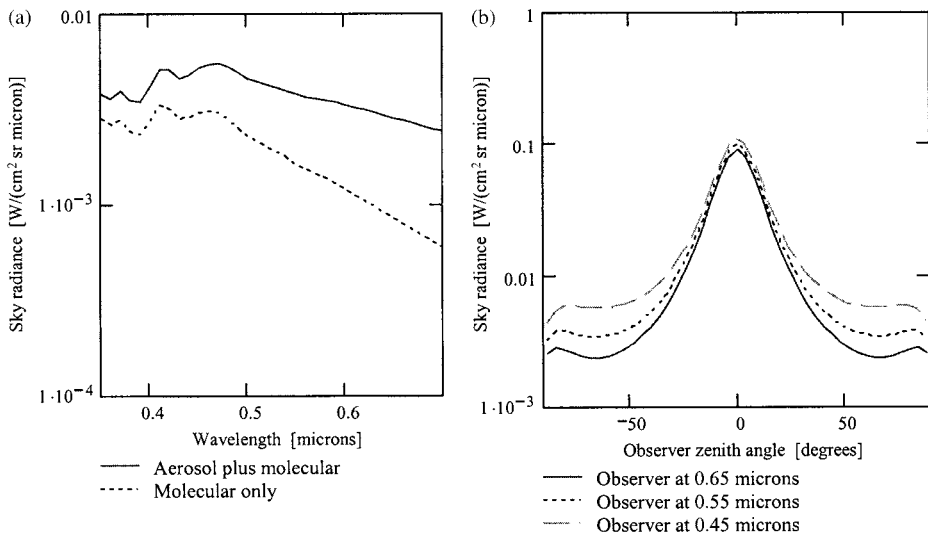 (a)
0.01
1·10⁻³
1·10⁻⁴
Sky radiance [W/(cm² sr micron)]
0.4
0.5
0.6
Wavelength [microns]
Aerosol plus molecular
Molecular only
(b)
1
0.1
0.01
1·10⁻³
Sky radiance [W/(cm² sr micron)]
−50
0
50
Observer zenith angle [degrees]
Observer at 0.65 microns
Observer at 0.55 microns
Observer at 0.45 microns